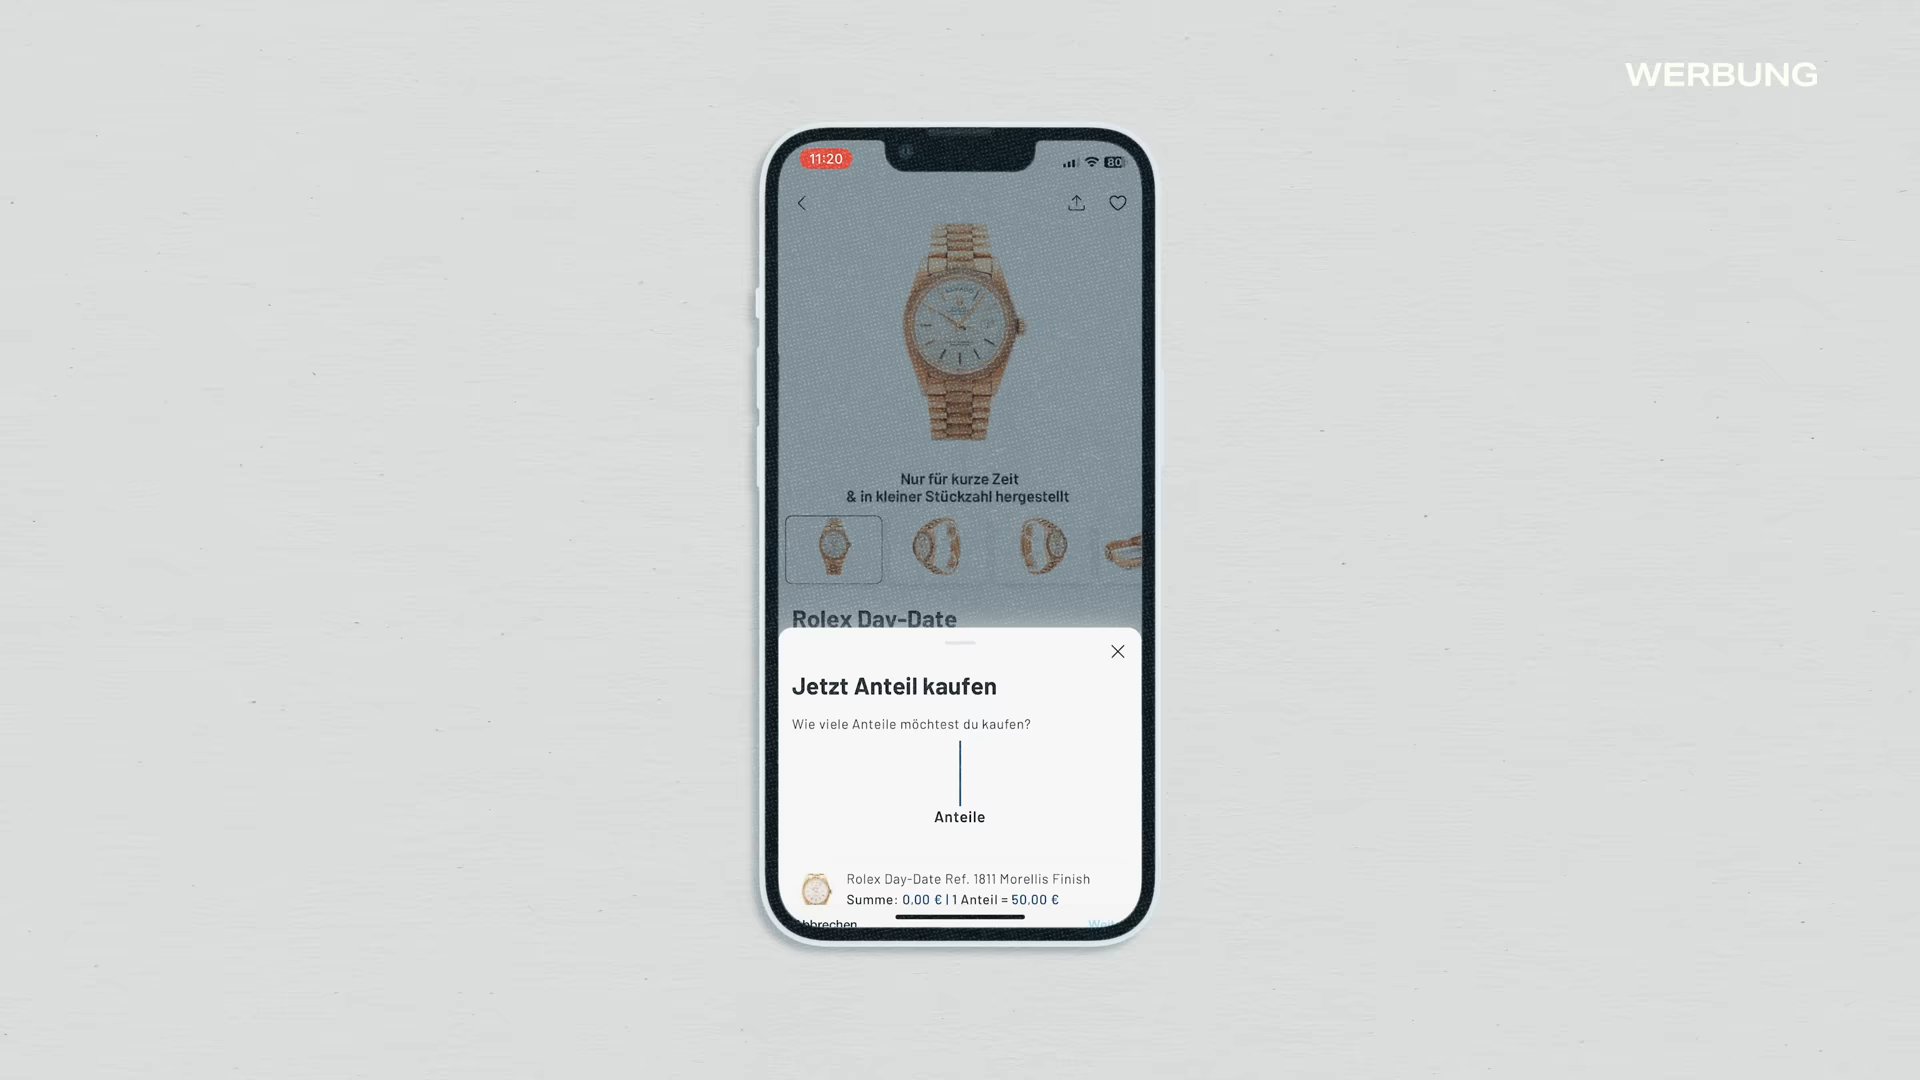 WERBUNG
11:20
80
Nur für kurze Zeit
& in kleiner Stückzahl hergestellt
Rolex Day-Date
Jetzt Anteil kaufen
Wie viele Anteile möchtest du kaufen?
Anteile
Rolex Day-Date Ref. 1811 Morellis Finish
Summe: 0,00 € | 1 Anteil = 50,00 €
Abbrechen